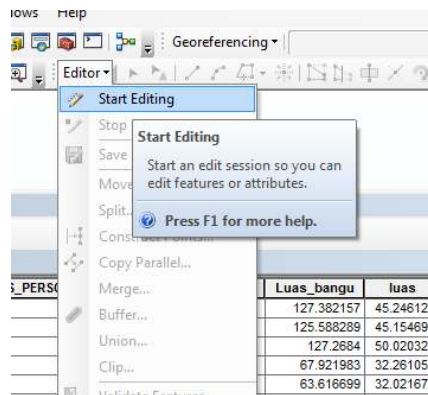 Help
Georeferencing
Editor
Start Editing
Stop
Start Editing
Save
Start an edit session so you can
edit features or attributes.
Move
Split..
Press F1 for more help.
Copy Parallel...
Merge...
Buffer...
Union...
Clip...
Luas_bangu luas
127.382157 45.24612
125.588289 45.15469
127.2684 50.02032
67.921983 32.26105
63.616699 32.02167